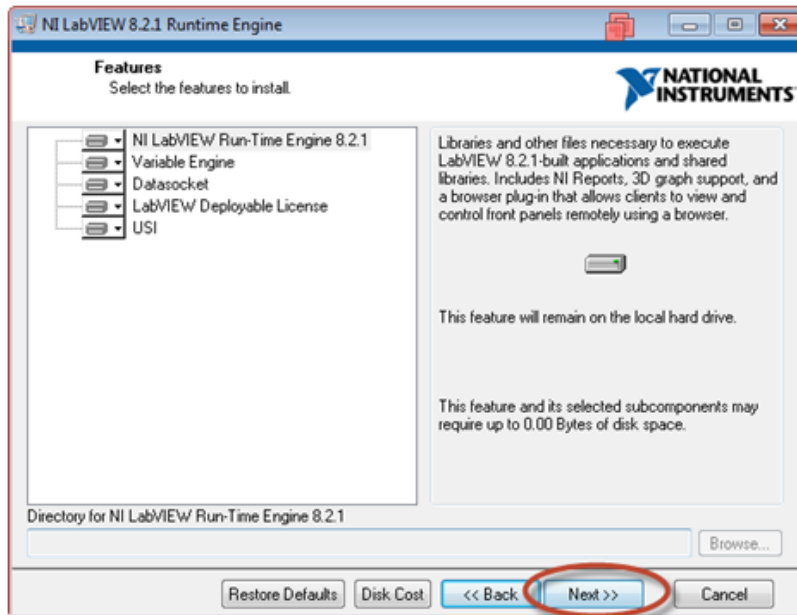 NI LabVIEW 8.2.1 Runtime Engine
Features
Select the features to install.
NATIONAL
INSTRUMENTS
NI LabVIEW Run-Time Engine 8.2.1
Variable Engine
Datasocket
LabVIEW Deployable License
USI
Libraries and other files necessary to execute
LabVIEW 8.2.1-built applications and shared
libraries. Includes NI Reports, 3D graph support, and
a browser plug-in that allows clients to view and
control front panels remotely using a browser.
This feature will remain on the local hard drive.
This feature and its selected subcomponents may
require up to 0.00 Bytes of disk space.
Directory for NI LabVIEW Run-Time Engine 8.2.1
Browse...
Restore Defaults Disk Cost << Back Next >> Cancel